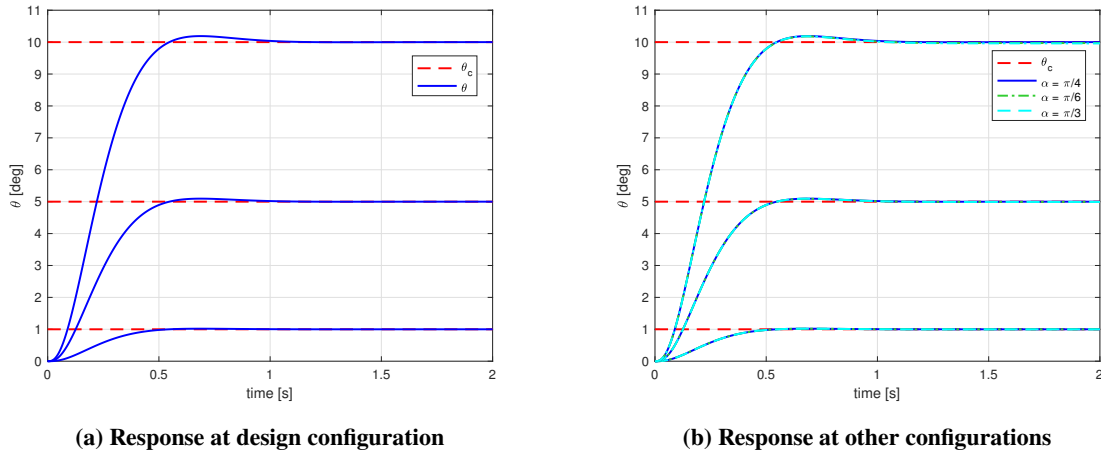 11
10
9
8
7
6
5
4
3
2
1
0
θ [deg]
0
0.5
1
1.5
2
time [s]
θc
θ
(a) Response at design configuration
11
10
9
8
7
6
5
4
3
2
1
0
θ [deg]
0
0.5
1
1.5
2
time [s]
θc
α = π/4
α = π/6
α = π/3
(b) Response at other configurations